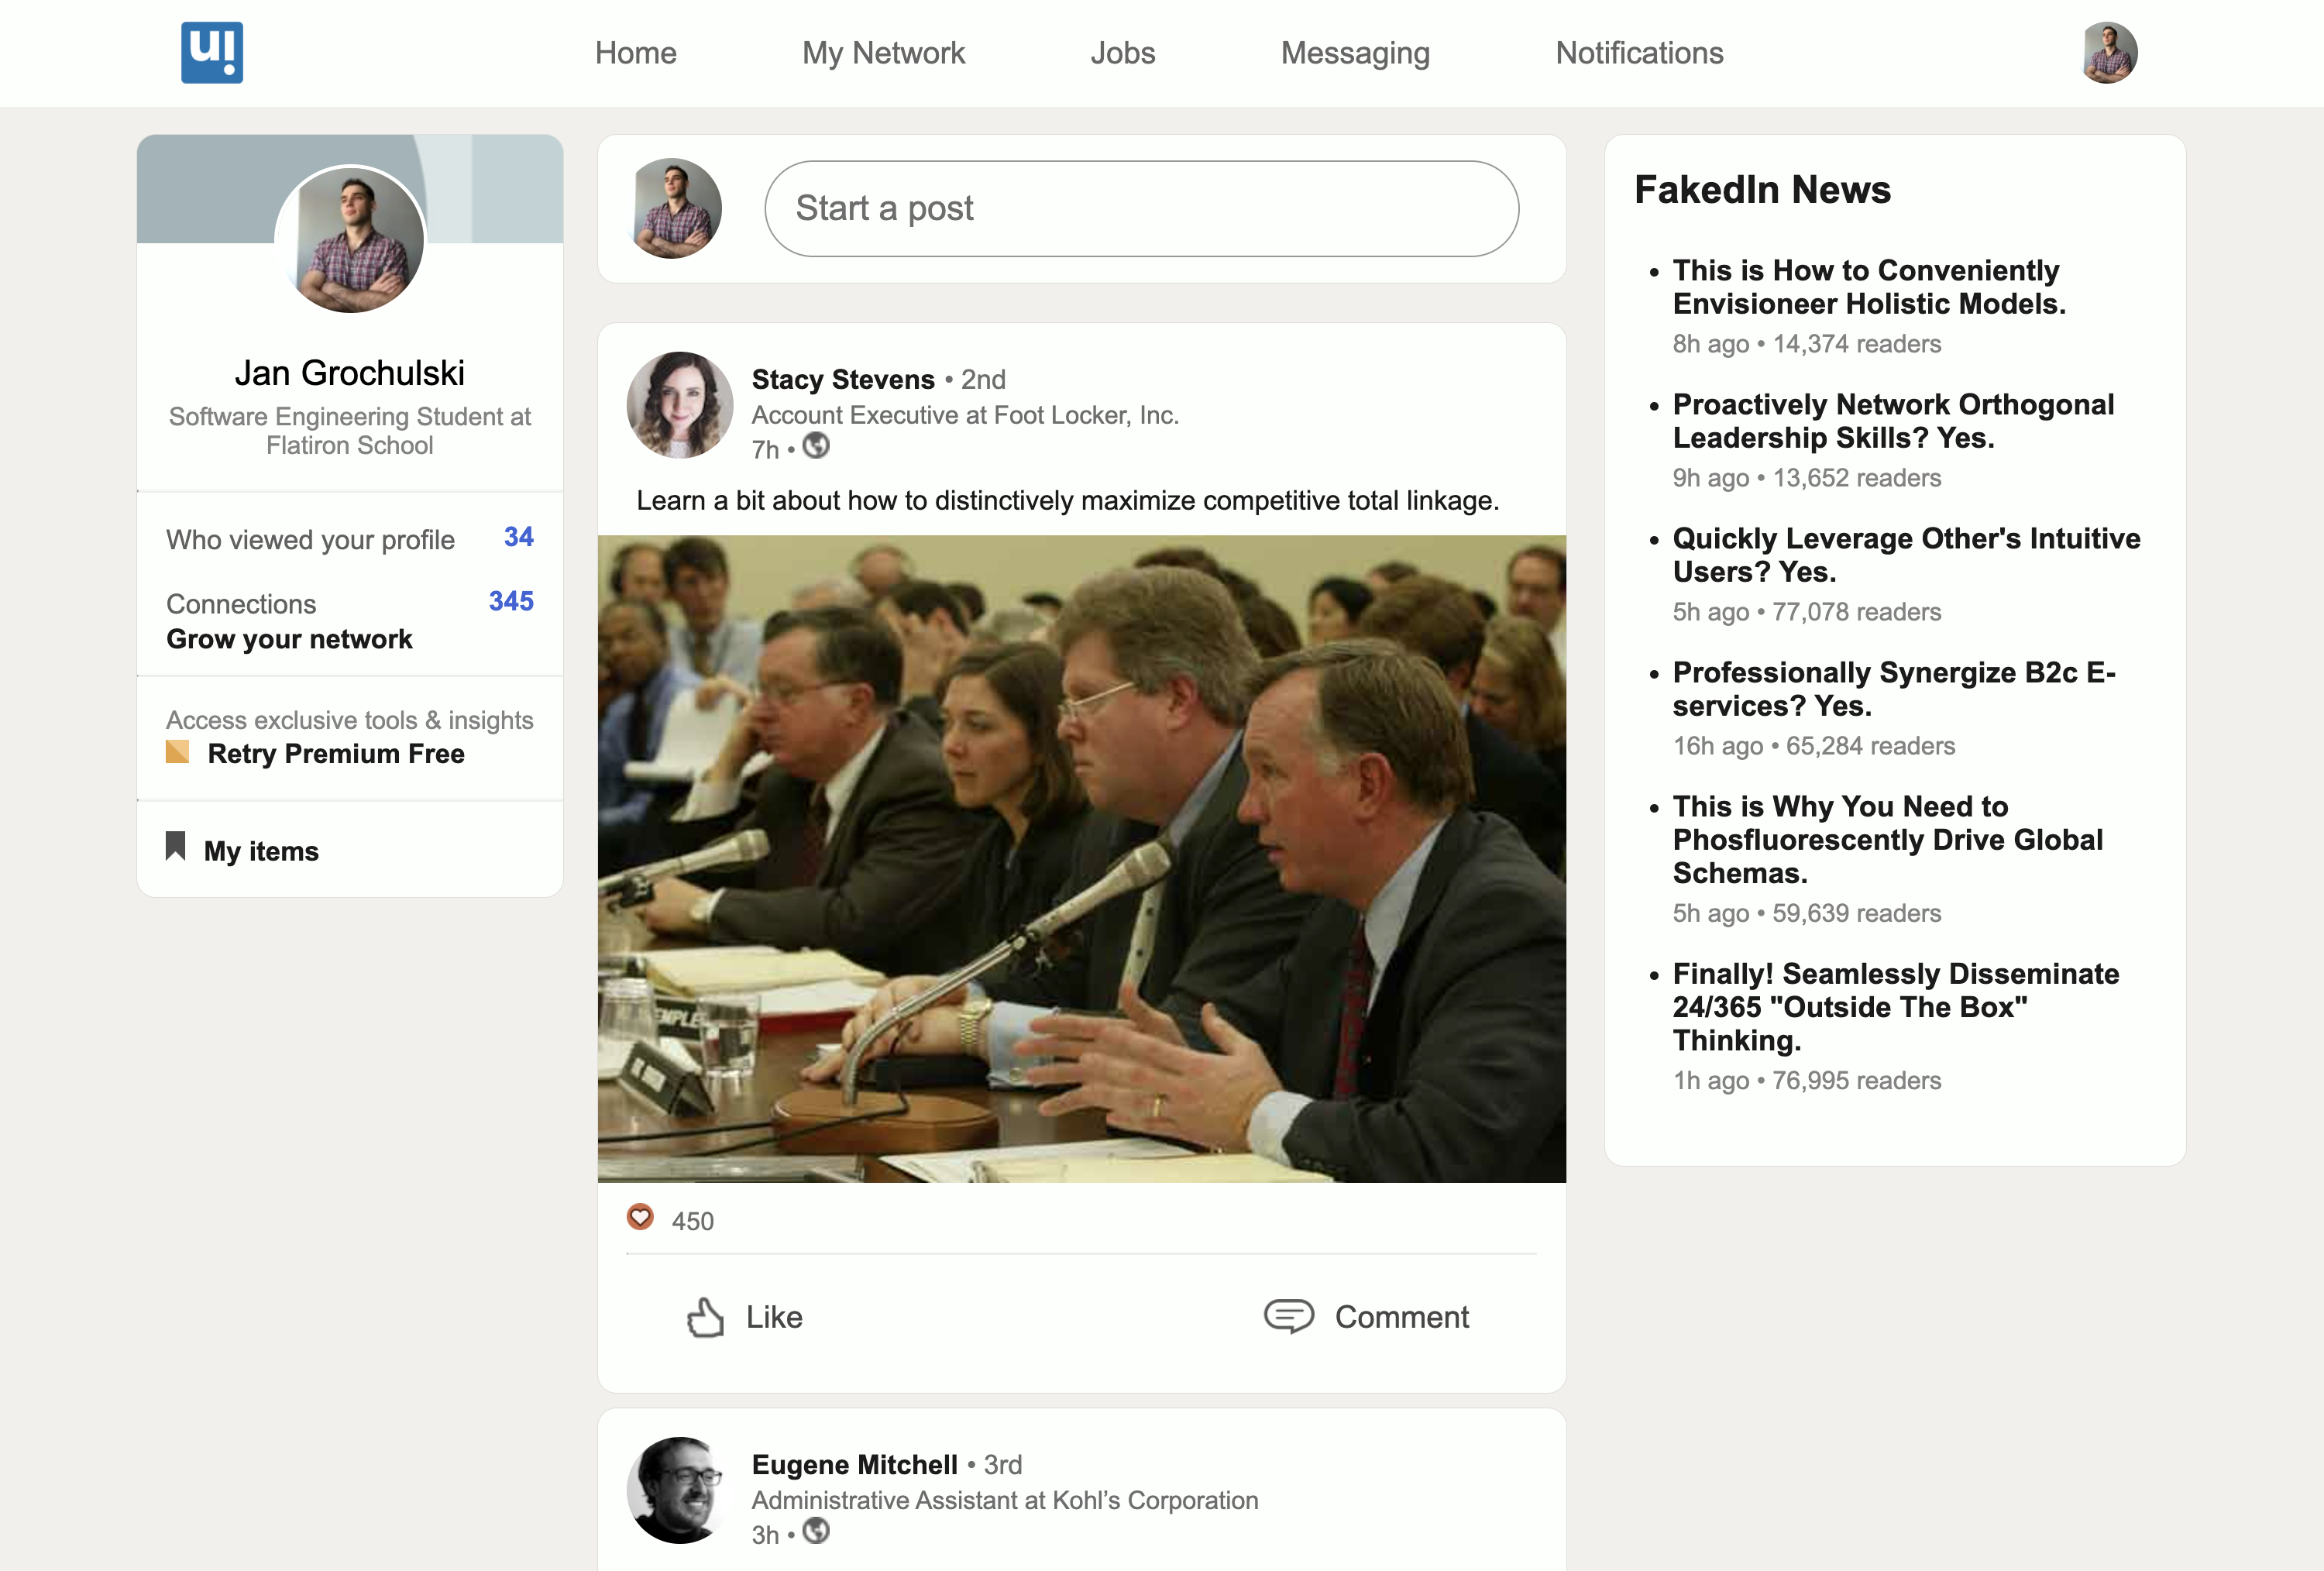 Home
My Network
Jobs
Messaging
Notifications
Jan Grochulski
Software Engineering Student at
Flatiron School
Who viewed your profile 34
Connections 345
Grow your network
Access exclusive tools & insights
Retry Premium Free
My items
Start a post
Stacy Stevens • 2nd
Account Executive at Foot Locker, Inc.
7h •
Learn a bit about how to distinctively maximize competitive total linkage.
450
Like
Comment
Eugene Mitchell • 3rd
Administrative Assistant at Kohl’s Corporation
3h •
FakedIn News
• This is How to Conveniently
Envisioneer Holistic Models.
8h ago • 14,374 readers
• Proactively Network Orthogonal
Leadership Skills? Yes.
9h ago • 13,652 readers
• Quickly Leverage Other's Intuitive
Users? Yes.
5h ago • 77,078 readers
• Professionally Synergize B2c E-
services? Yes.
16h ago • 65,284 readers
• This is Why You Need to
Phosfluorescently Drive Global
Schemas.
5h ago • 59,639 readers
• Finally! Seamlessly Disseminate
24/365 "Outside The Box"
Thinking.
1h ago • 76,995 readers